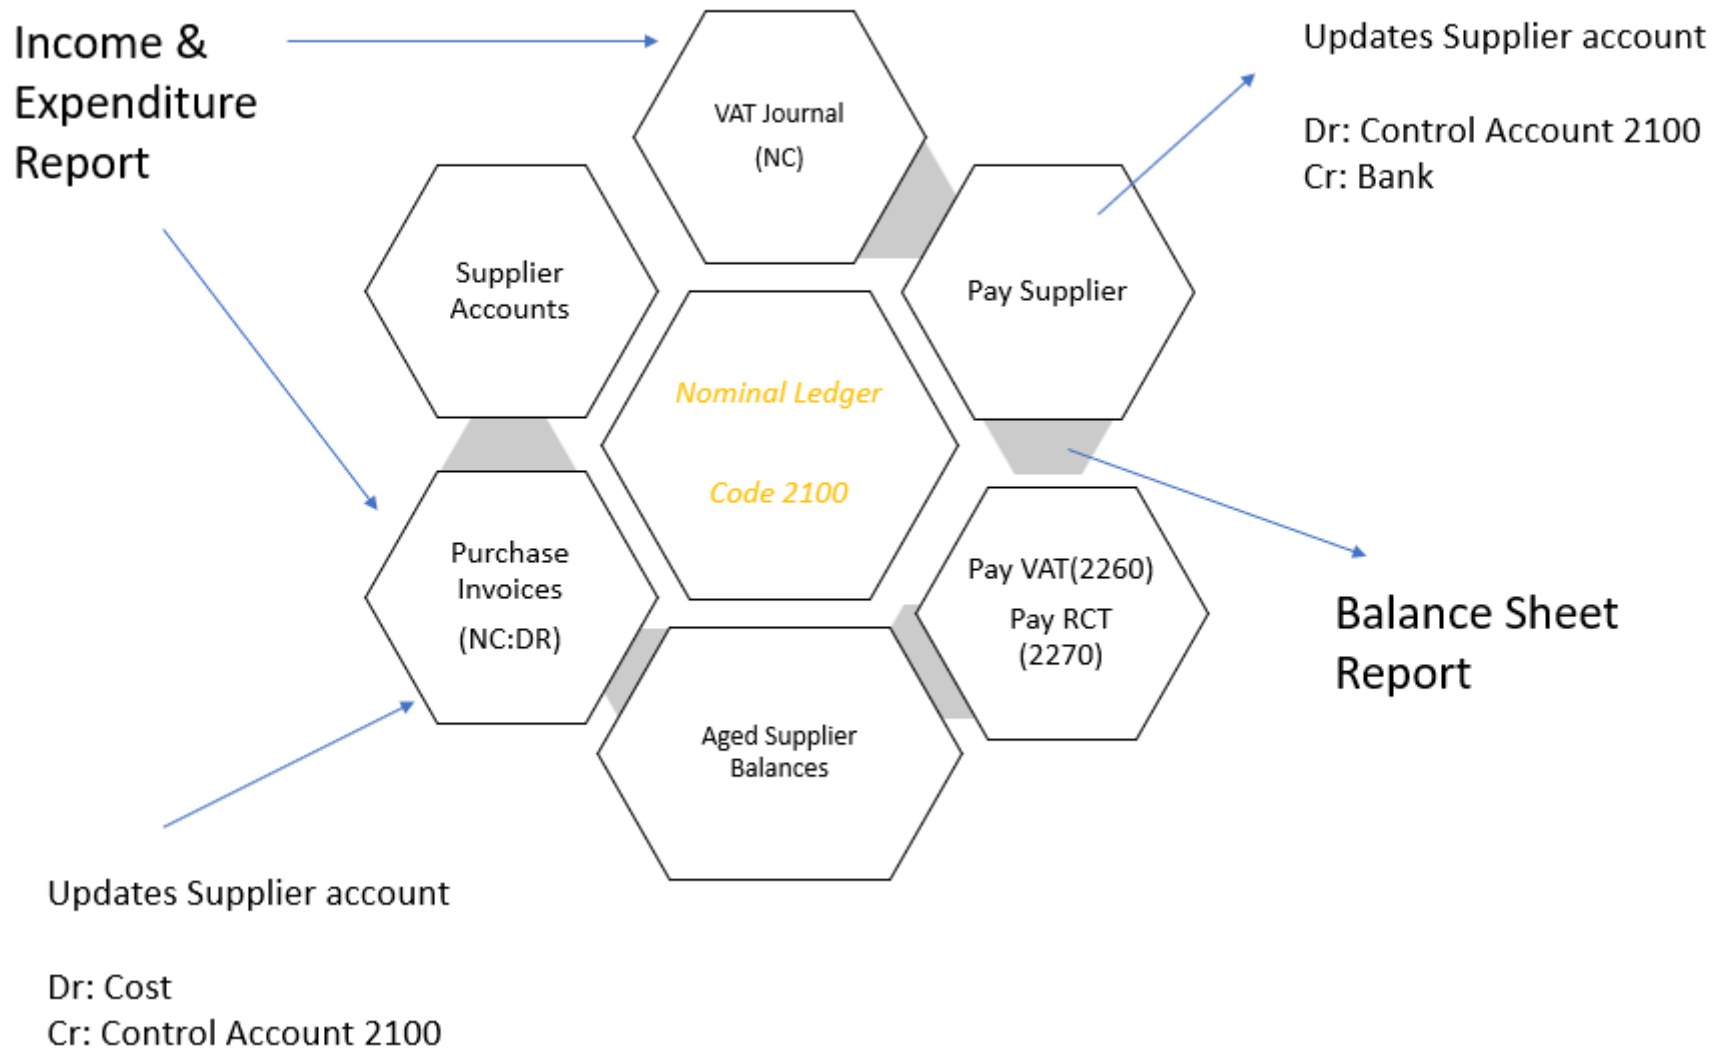 Income &
Expenditure
Report
Updates Supplier account
Dr: Control Account 2100
Cr: Bank
VAT Journal
(NC)
Supplier
Accounts
Pay Supplier
Nominal Ledger
Code 2100
Purchase
Invoices
(NC:DR)
Pay VAT(2260)
Pay RCT
(2270)
Balance Sheet
Report
Aged Supplier
Balances
Updates Supplier account
Dr: Cost
Cr: Control Account 2100